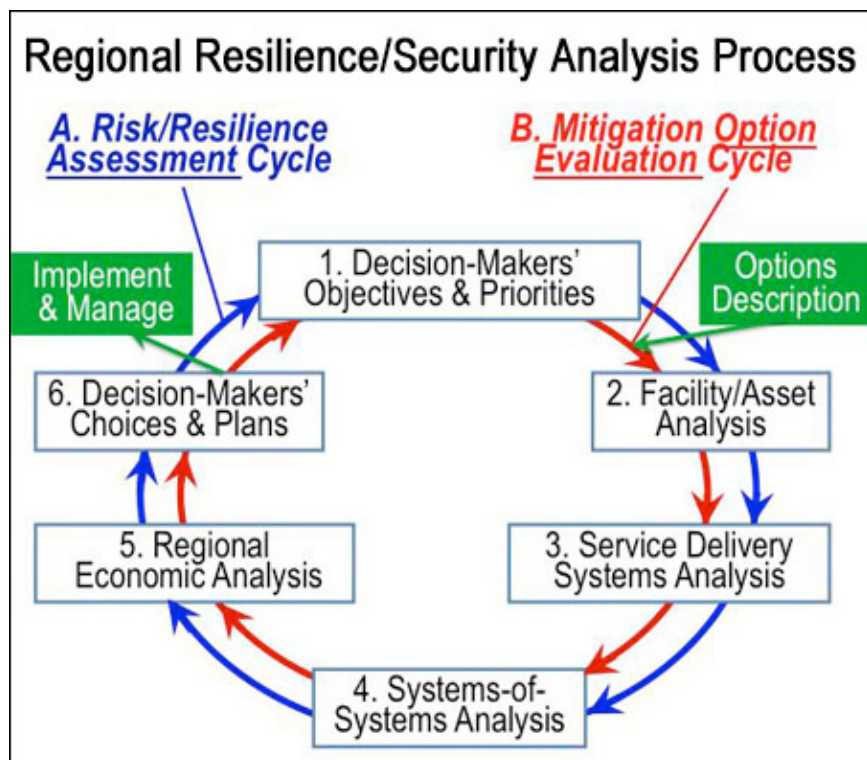 Regional Resilience/Security Analysis Process
A. Risk/Resilience
Assessment Cycle
B. Mitigation Option
Evaluation Cycle
Implement
& Manage
1. Decision-Makers'
Objectives & Priorities
Options
Description
6. Decision-Makers'
Choices & Plans
2. Facility/Asset
Analysis
5. Regional
Economic Analysis
3. Service Delivery
Systems Analysis
4. Systems-of-
Systems Analysis